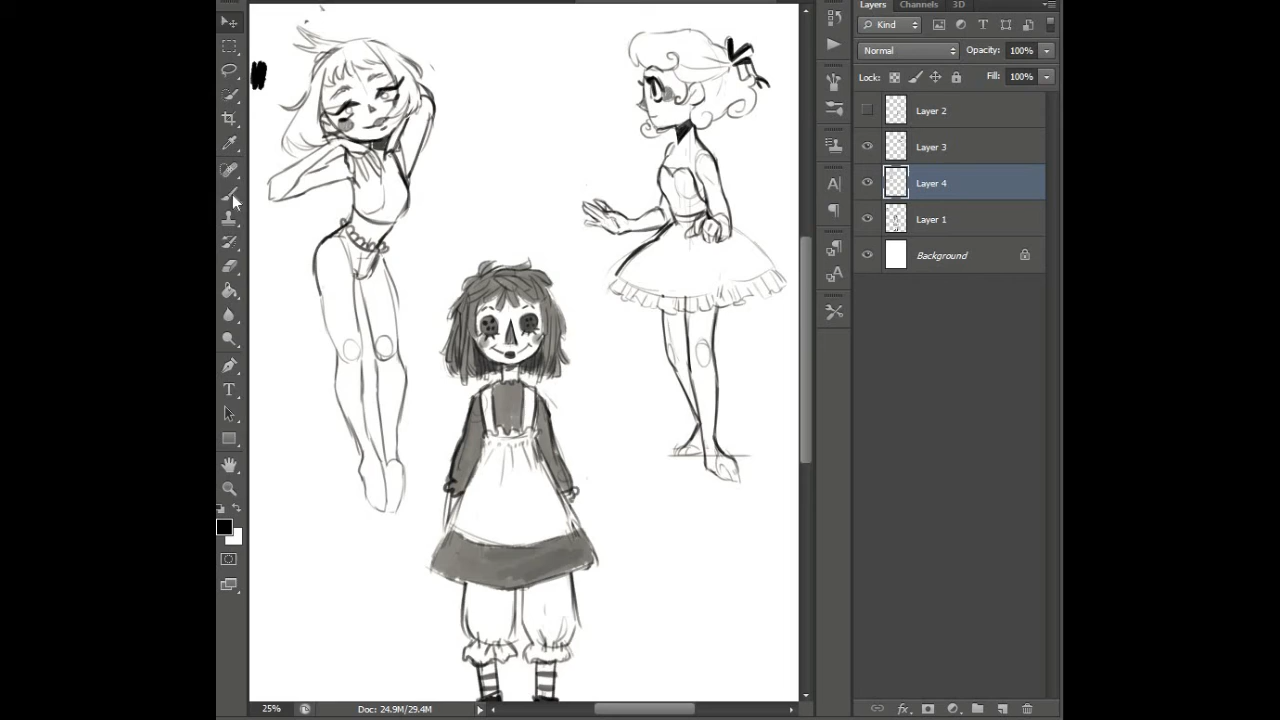 Layers Channels 3D
Kind
Normal Opacity: 100%
Lock: Fill: 100%
Layer 2
Layer 3
Layer 4
Layer 1
Background
25% Doc: 24.9M/29.4M